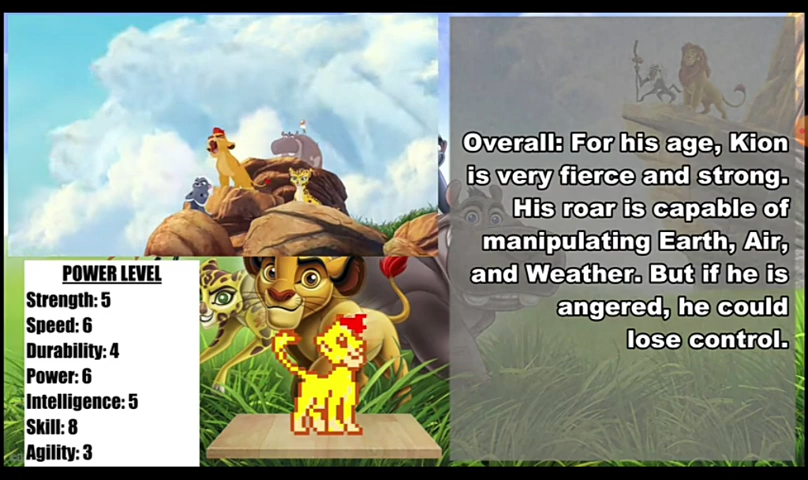 POWER LEVEL
Strength: 5
Speed: 6
Durability: 4
Power: 6
Intelligence: 5
Skill: 8
Agility: 3
Overall: For his age, Kion
is very fierce and strong.
His roar is capable of
manipulating Earth, Air,
and Weather. But if he is
angered, he could
lose control.